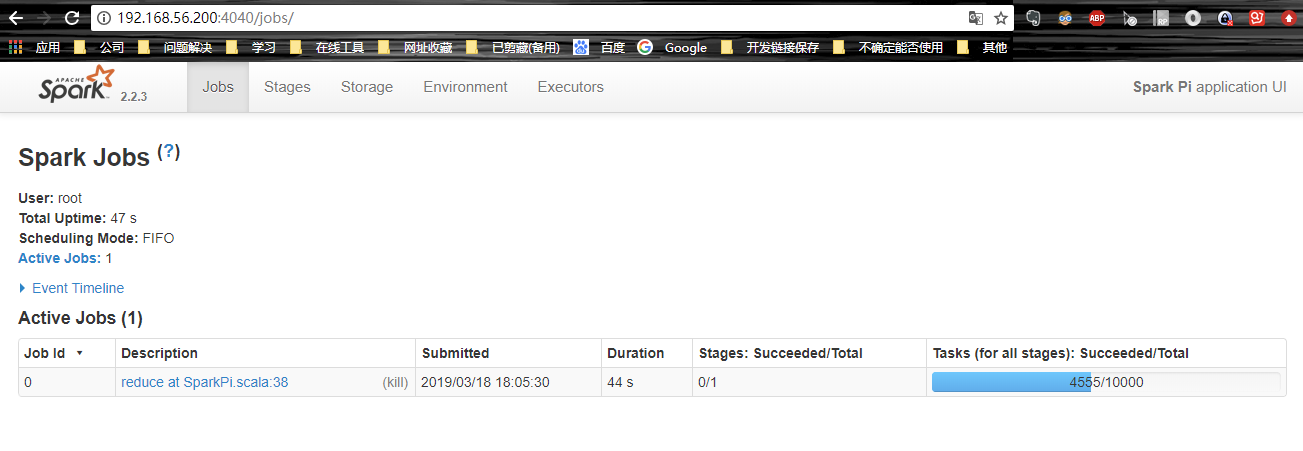 192.168.56.200:4040/jobs/
应用 公司 问题解决 学习 在线工具 网址收藏 已剪藏(备用) 百度 Google 开发链接保存 不确定能否使用 其他
APACHE Spark 2.2.3 Jobs Stages Storage Environment Executors Spark Pi application UI
Spark Jobs (?)
User: root
Total Uptime: 47 s
Scheduling Mode: FIFO
Active Jobs: 1
Event Timeline
Active Jobs (1)
Job Id Description Submitted Duration Stages: Succeeded/Total Tasks (for all stages): Succeeded/Total
0 reduce at SparkPi.scala:38 (kill) 2019/03/18 18:05:30 44 s 0/1 4555/10000